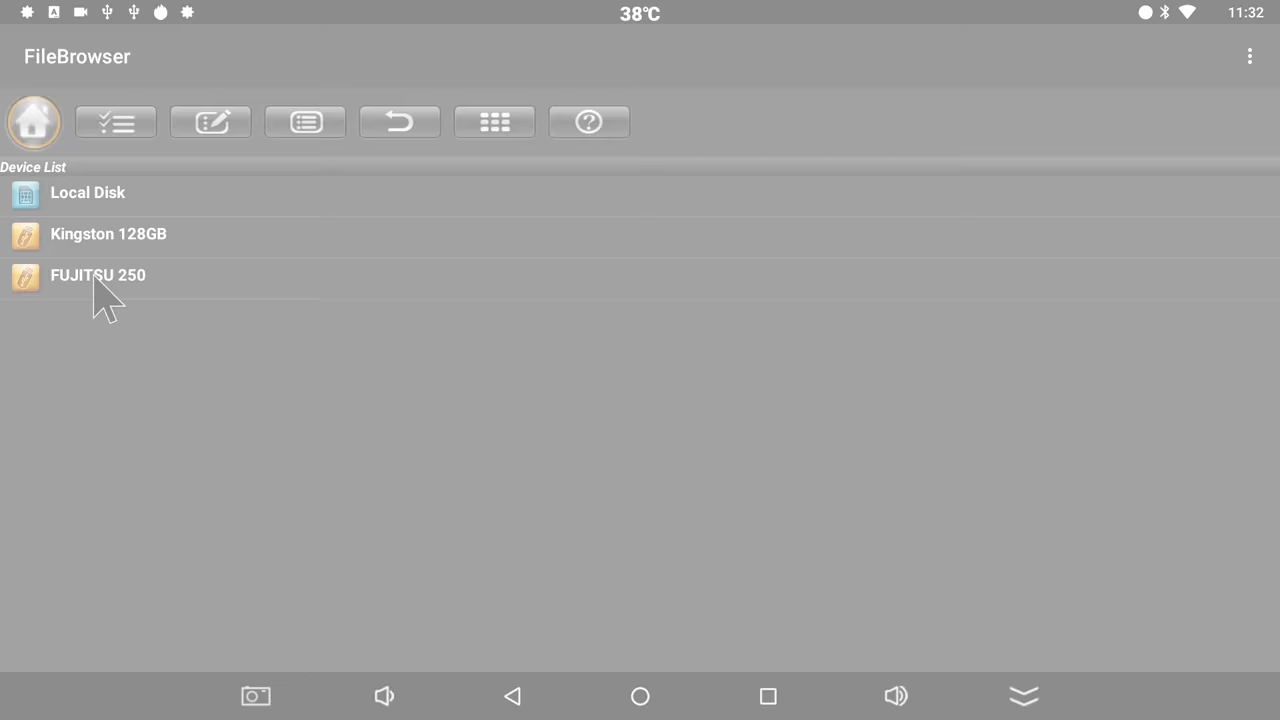 38°C
11:32
FileBrowser
Device List
Local Disk
Kingston 128GB
FUJITSU 250